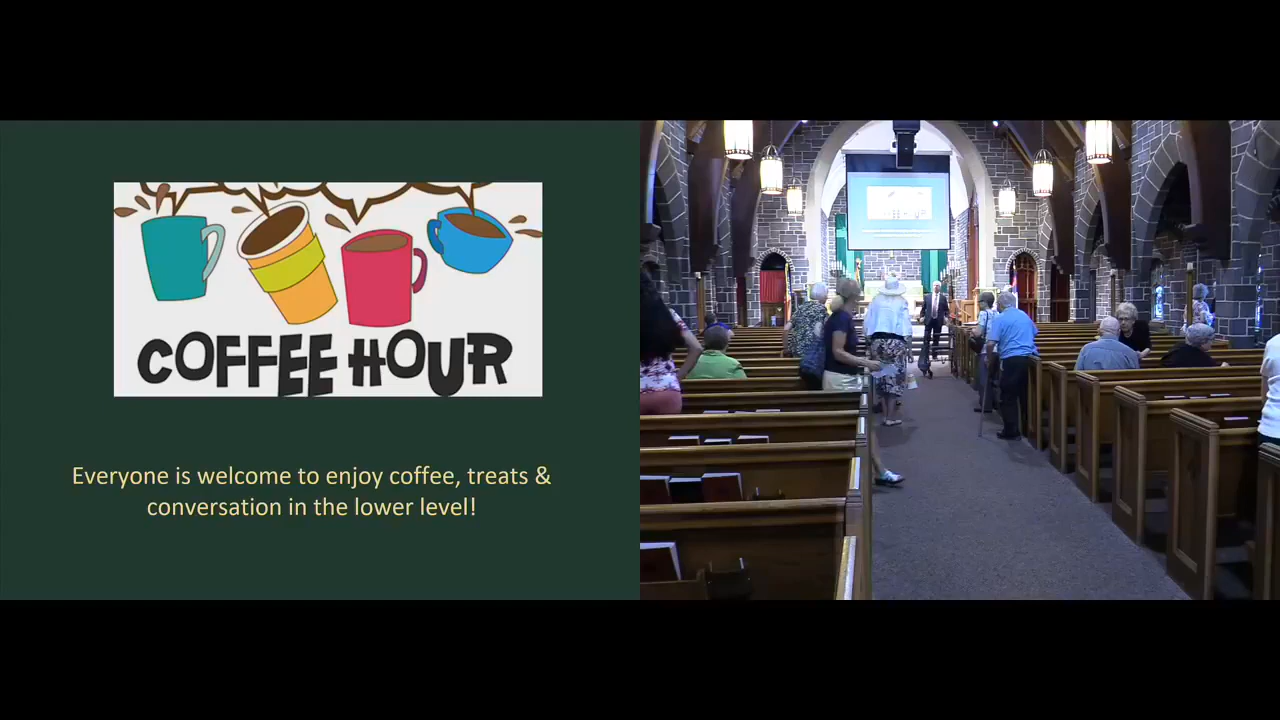 COFFEE HOUR
Everyone is welcome to enjoy coffee, treats &
conversation in the lower level!